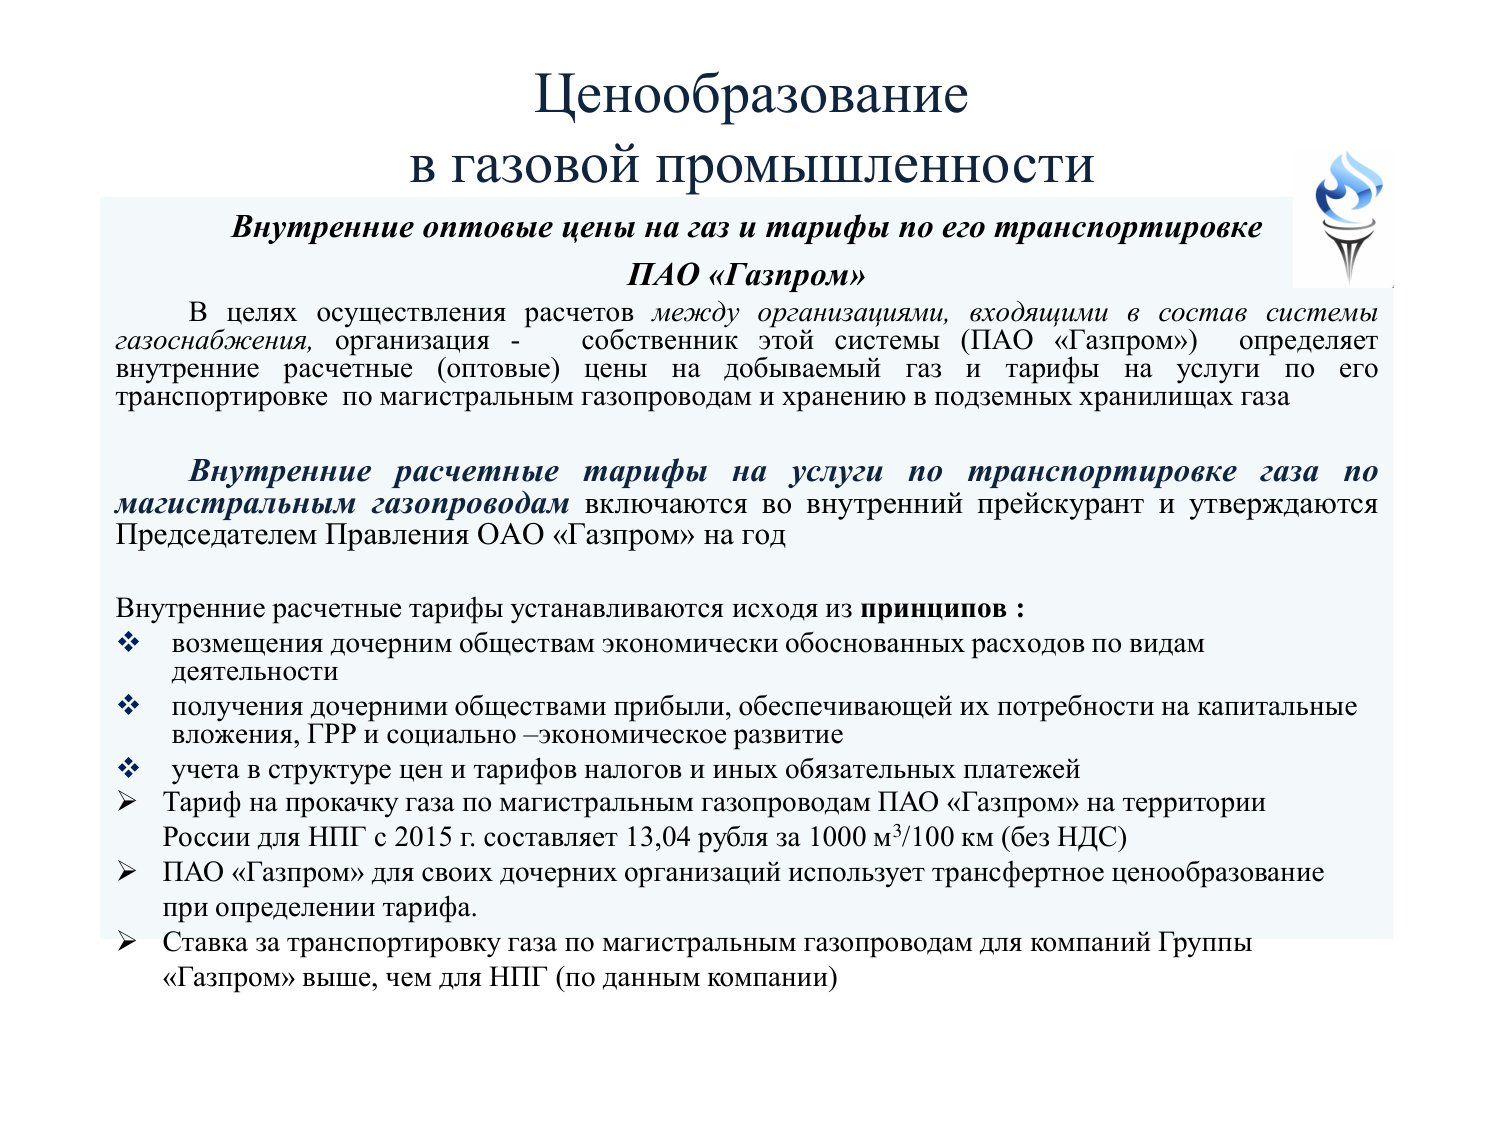 Ценообразование
в газовой промышленности
Внутренние оптовые цены на газ и тарифы по его транспортировке
ПАО «Газпром»
В целях осуществления расчетов между организациями, входящими в состав системы
газоснабжения, организация - собственник этой системы (ПАО «Газпром») определяет
внутренние расчетные (оптовые) цены на добываемый газ и тарифы на услуги по его
транспортировке по магистральным газопроводам и хранению в подземных хранилищах газа
Внутренние расчетные тарифы на услуги по транспортировке газа по
магистральным газопроводам включаются во внутренний прейскурант и утверждаются
Председателем Правления ОАО «Газпром» на год
Внутренние расчетные тарифы устанавливаются исходя из принципов :
❖ возмещения дочерним обществам экономически обоснованных расходов по видам
деятельности
❖ получения дочерними обществами прибыли, обеспечивающей их потребности на капитальные
вложения, ГРР и социально –экономическое развитие
❖ учета в структуре цен и тарифов налогов и иных обязательных платежей
➢ Тариф на прокачку газа по магистральным газопроводам ПАО «Газпром» на территории
России для НПГ с 2015 г. составляет 13,04 рубля за 1000 м³/100 км (без НДС)
➢ ПАО «Газпром» для своих дочерних организаций использует трансфертное ценообразование
при определении тарифа.
➢ Ставка за транспортировку газа по магистральным газопроводам для компаний Группы
«Газпром» выше, чем для НПГ (по данным компании)